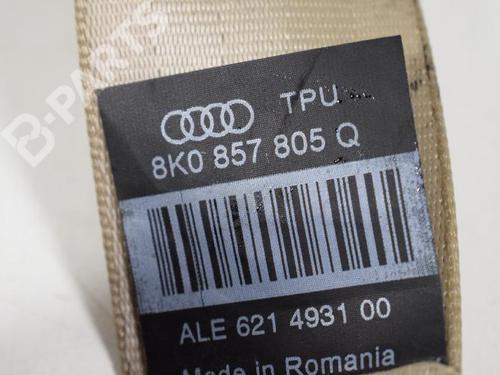 B-PARTS
TPU
8K0 857 805 Q
ALE 621 4931 00
Made in Romania